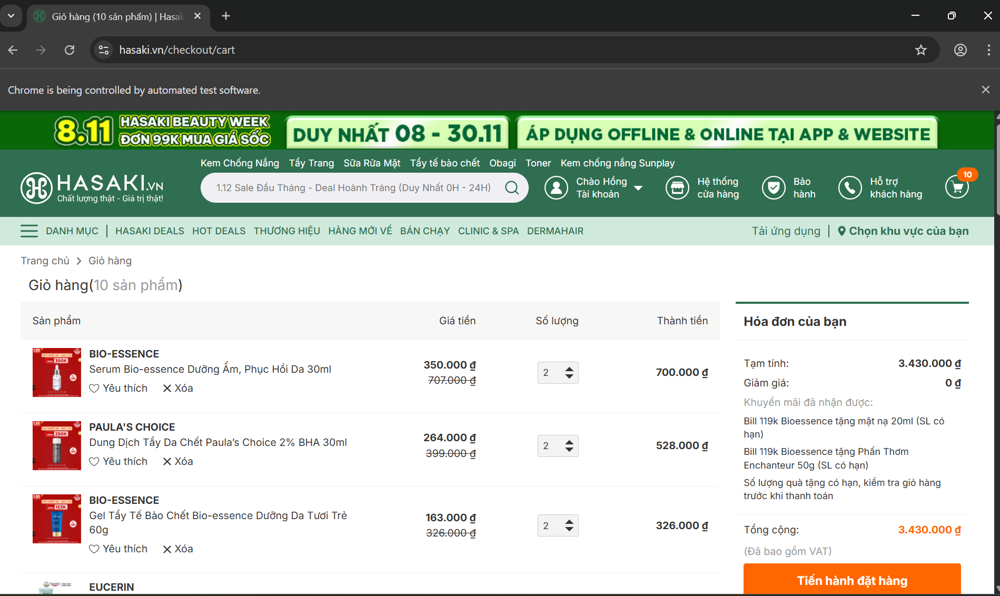 Giỏ hàng (10 sản phẩm) | Hasak
hasaki.vn/checkout/cart
Chrome is being controlled by automated test software.
8.11 HASAKI BEAUTY WEEK
ĐƠN 99K MUA GIÁ SỐC
DUY NHẤT 08 - 30.11
ÁP DỤNG OFFLINE & ONLINE TẠI APP & WEBSITE
Kem Chống Nắng Tẩy Trang Sữa Rửa Mặt Tẩy tế bào chết Obagi Toner Kem chống nắng Sunplay
HASAKI.VN
Chất lượng thật - Giá trị thật!
1.12 Sale Đầu Tháng - Deal Hoành Tráng (Duy Nhất 0H - 24H)
Chào Hồng
Tài khoản
Hệ thống
cửa hàng
Bảo
hành
Hỗ trợ
khách hàng
10
DANH MỤC | HASAKI DEALS HOT DEALS THƯƠNG HIỆU HÀNG MỚI VỀ BÁN CHẠY CLINIC & SPA DERMAHAIR
Tải ứng dụng | Chọn khu vực của bạn
Trang chủ > Giỏ hàng
Giỏ hàng(10 sản phẩm)
Sản phẩm Giá tiền Số lượng Thành tiền
350K
BIO-ESSENCE
Serum Bio-essence Dưỡng Ẩm, Phục Hồi Da 30ml
Yêu thích Xóa
350.000 ₫
707.000 ₫
2
700.000 ₫
250K
PAULA'S CHOICE
Dung Dịch Tẩy Da Chết Paula’s Choice 2% BHA 30ml
Yêu thích Xóa
264.000 ₫
399.000 ₫
2
528.000 ₫
153K
BIO-ESSENCE
Gel Tẩy Tế Bào Chết Bio-essence Dưỡng Da Tươi Trẻ
60g
Yêu thích Xóa
163.000 ₫
326.000 ₫
2
326.000 ₫
EUCERIN
Hóa đơn của bạn
Tạm tính: 3.430.000 ₫
Giảm giá: 0 ₫
Khuyến mãi đã nhận được:
Bill 119k Bioessence tặng mặt nạ 20ml (SL có
hạn)
Bill 119k Bioessence tặng Phấn Thơm
Enchanteur 50g (SL có hạn)
Số lượng quà tặng có hạn, kiểm tra giỏ hàng
trước khi thanh toán
Tổng cộng: 3.430.000 ₫
(Đã bao gồm VAT)
Tiến hành đặt hàng